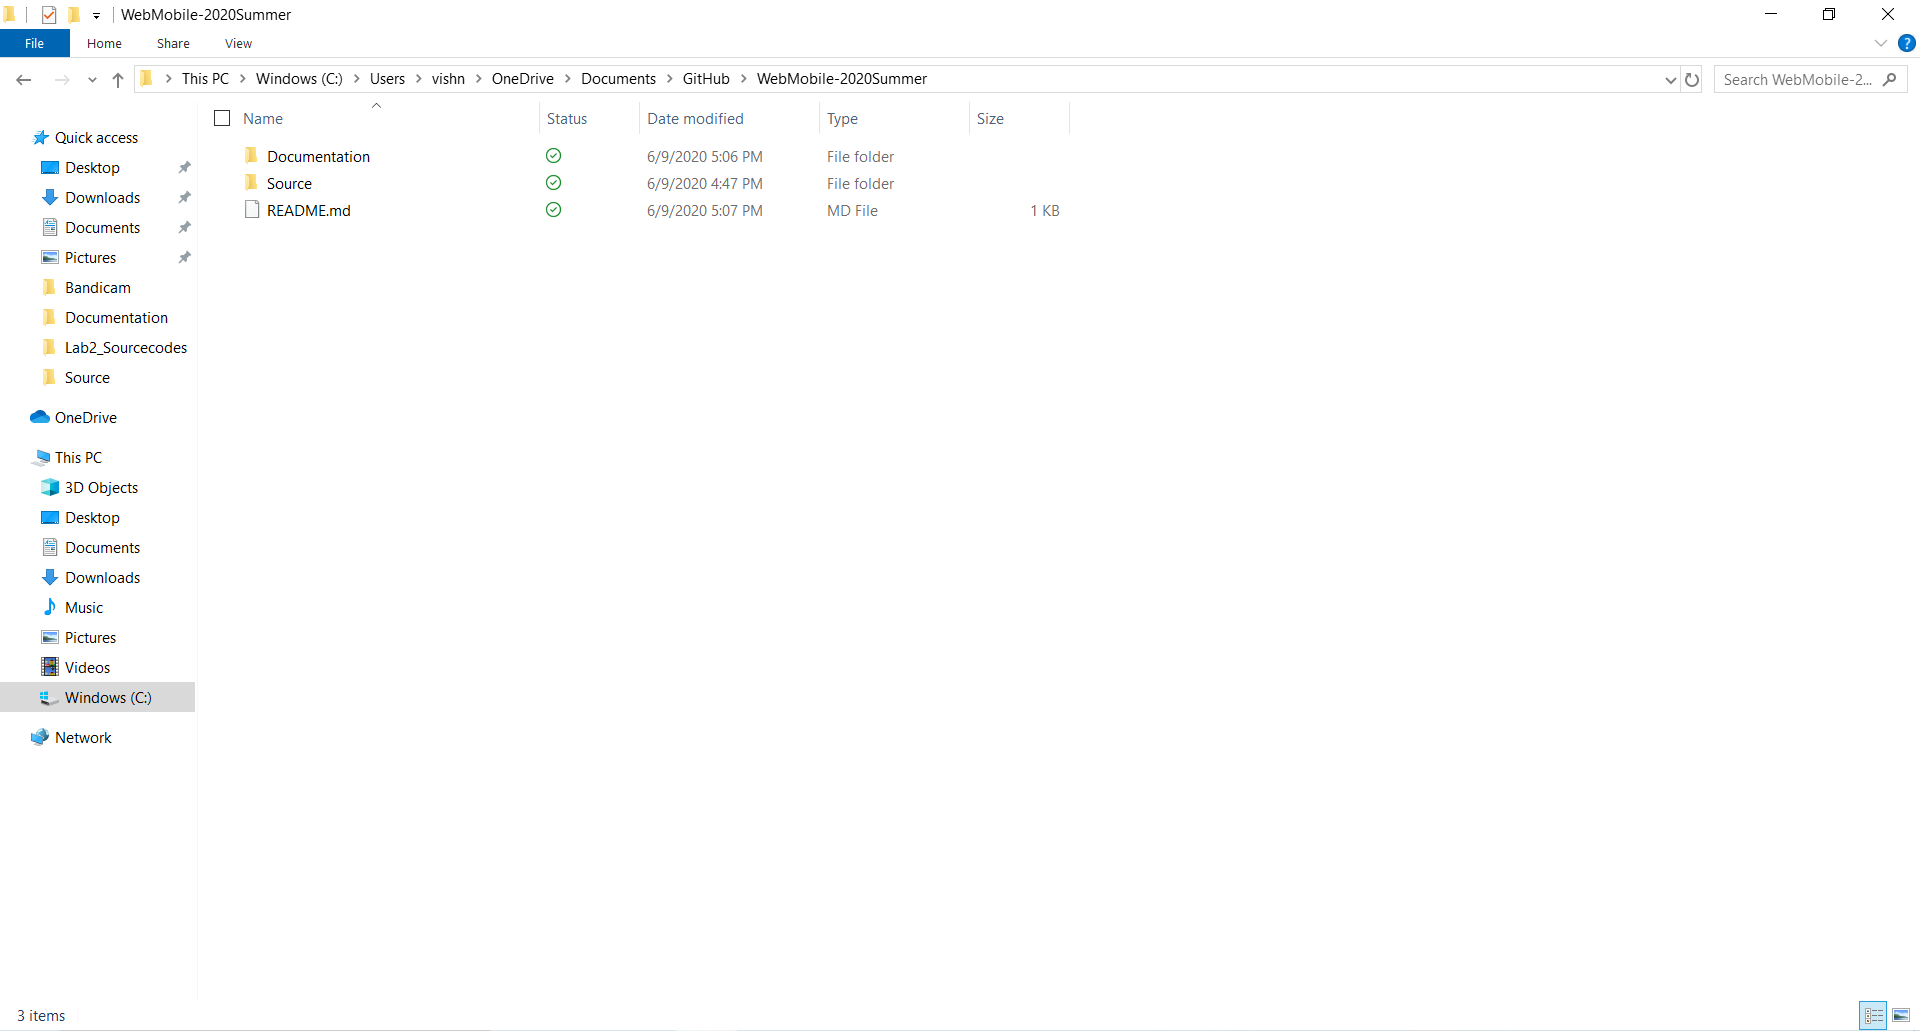 WebMobile-2020Summer
File Home Share View
This PC Windows (C:) Users vishn OneDrive Documents GitHub WebMobile-2020Summer
Search WebMobile-2...
Name Status Date modified Type Size
Documentation 6/9/2020 5:06 PM File folder
Source 6/9/2020 4:47 PM File folder
README.md 6/9/2020 5:07 PM MD File 1 KB
Quick access
Desktop
Downloads
Documents
Pictures
Bandicam
Documentation
Lab2_Sourcecodes
Source
OneDrive
This PC
3D Objects
Desktop
Documents
Downloads
Music
Pictures
Videos
Windows (C:)
Network
3 items